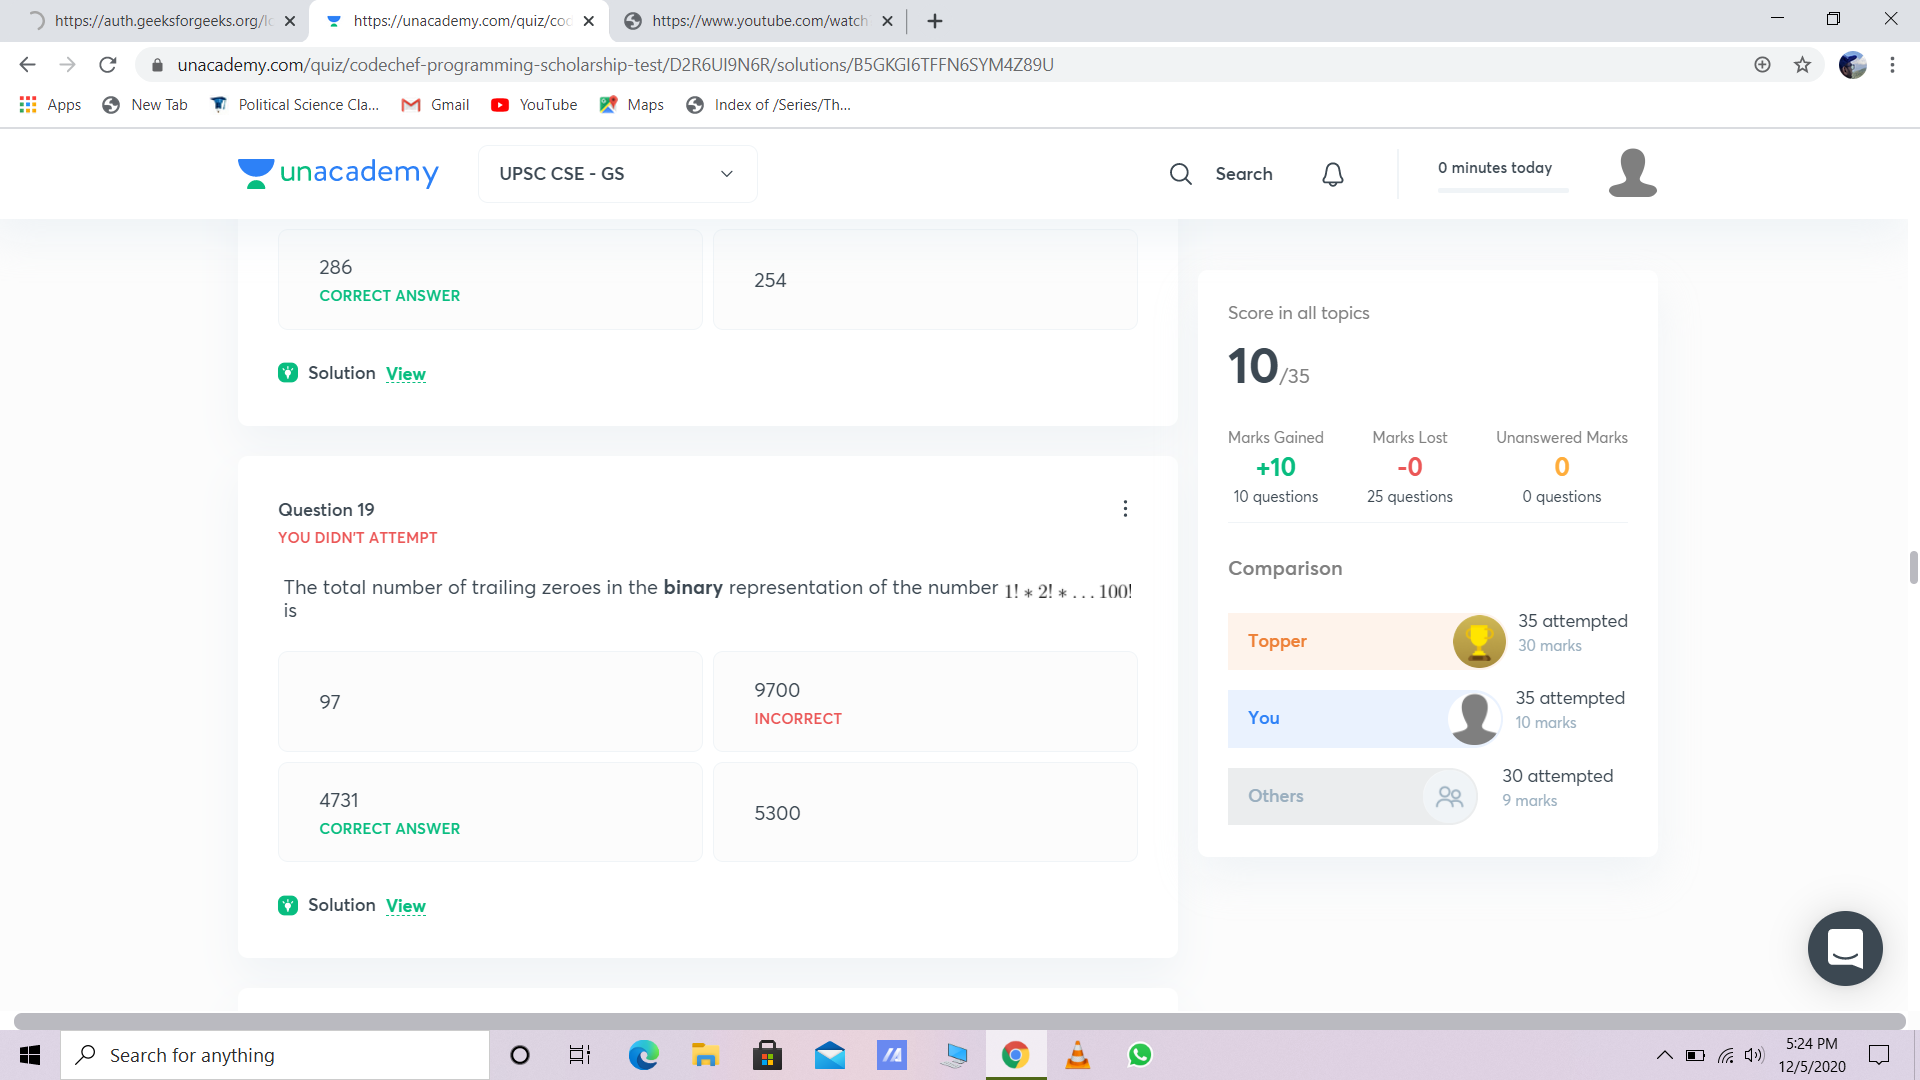 https://auth.geeksforgeeks.org/l
https://unacademy.com/quiz/co
https://www.youtube.com/watch
unacademy.com/quiz/codechef-programming-scholarship-test/D2R6UI9N6R/solutions/B5GKGI6TFFN6SYM4Z89U
Apps New Tab Political Science Cla... Gmail YouTube Maps Index of /Series/Th...
unacademy
UPSC CSE - GS
Search
0 minutes today
286
CORRECT ANSWER
254
Solution View
Question 19
YOU DIDN'T ATTEMPT
The total number of trailing zeroes in the binary representation of the number 1! * 2! * . . . 100!
is
97
9700
INCORRECT
4731
CORRECT ANSWER
5300
Solution View
Score in all topics
10/35
Marks Gained Marks Lost Unanswered Marks
+10 -0 0
10 questions 25 questions 0 questions
Comparison
Topper
35 attempted
30 marks
You
35 attempted
10 marks
Others
30 attempted
9 marks
Search for anything
5:24 PM
12/5/2020